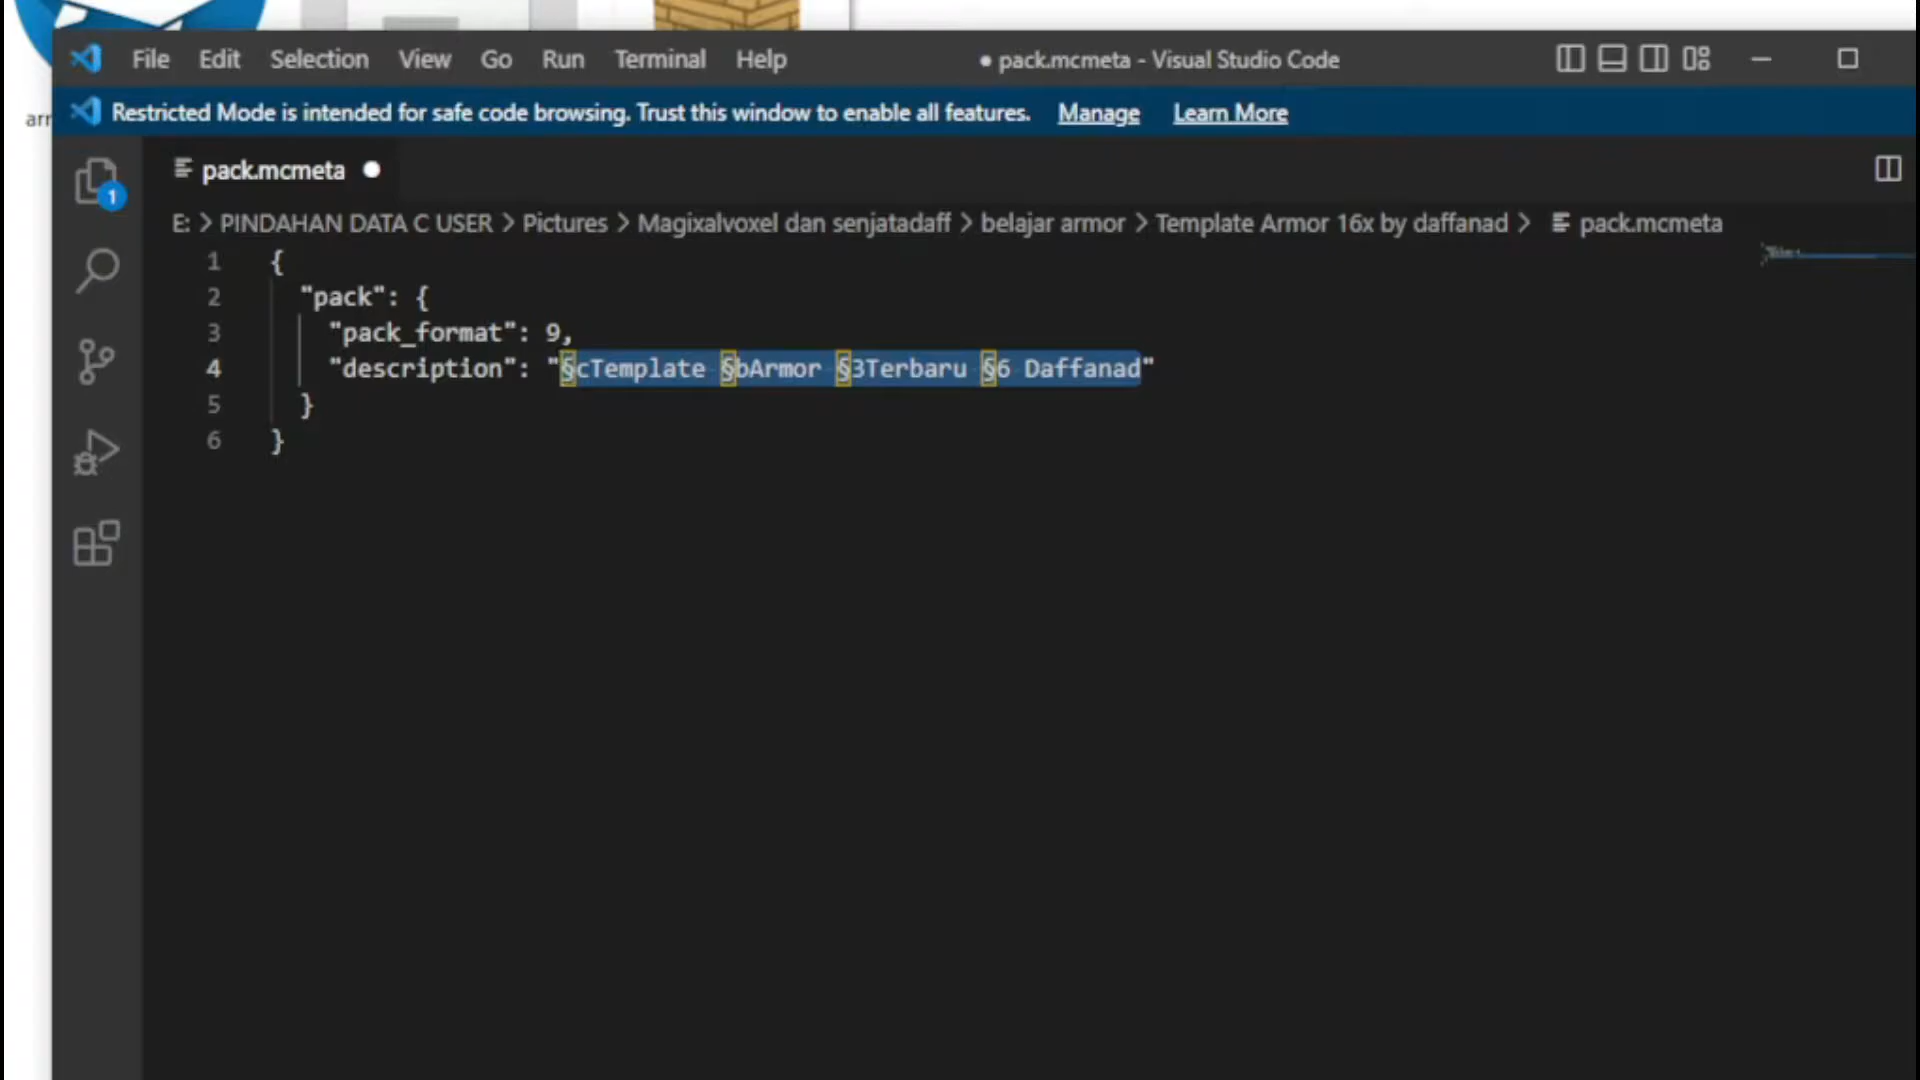 File Edit Selection View Go Run Terminal Help ● pack.mcmeta - Visual Studio Code
Restricted Mode is intended for safe code browsing. Trust this window to enable all features. Manage Learn More
pack.mcmeta
1
E: > PINDAHAN DATA C USER > Pictures > Magixalvoxel dan senjatadaff > belajar armor > Template Armor 16x by daffanad > pack.mcmeta
1 {
2 "pack": {
3 "pack_format": 9,
4 "description": "§cTemplate §bArmor §3Terbaru §6 Daffanad"
5 }
6 }